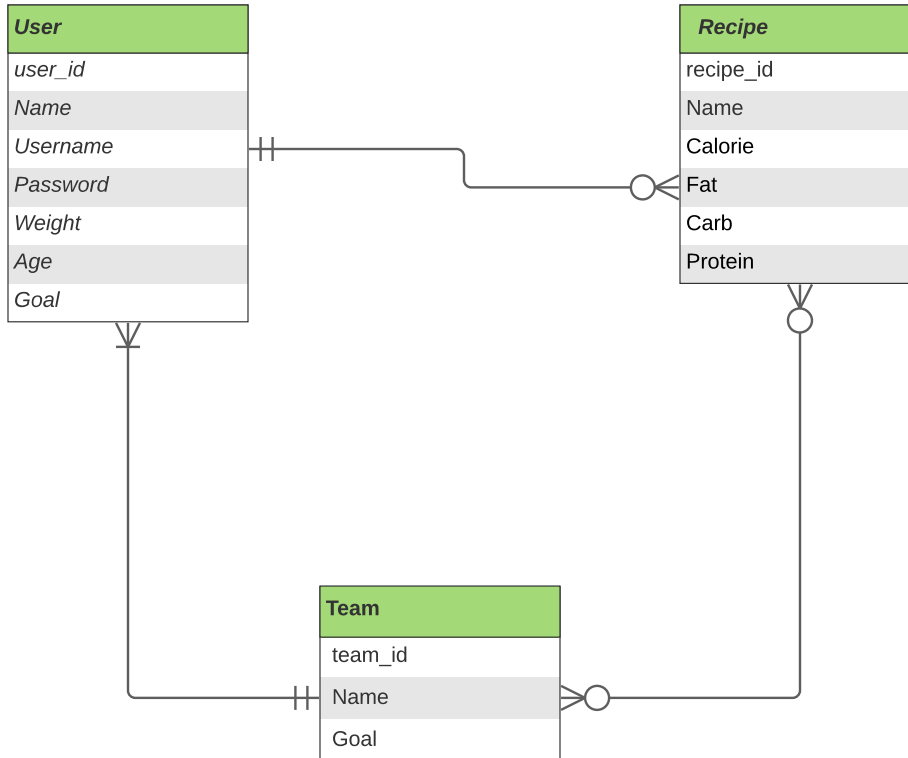 User
user_id
Name
Username
Password
Weight
Age
Goal
Recipe
recipe_id
Name
Calorie
Fat
Carb
Protein
Team
team_id
Name
Goal